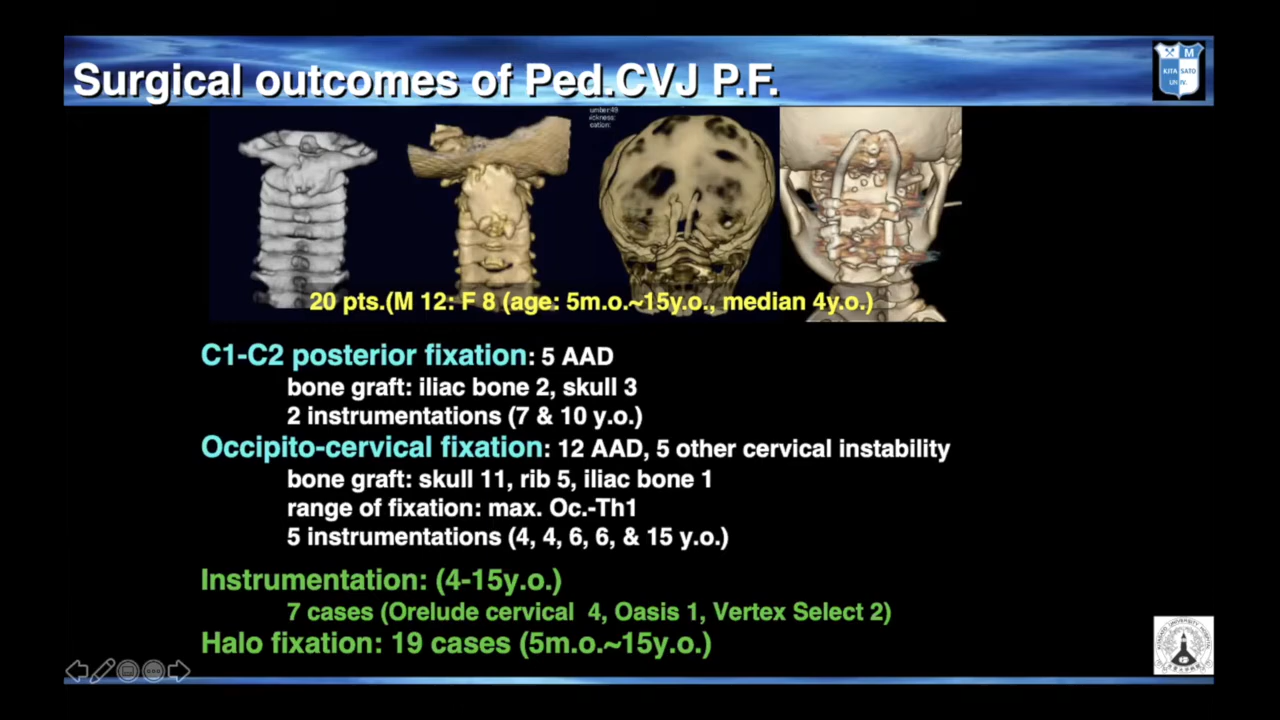 Surgical outcomes of Ped.CVJ P.F.
KITA SATO
UNIV.
20 pts.(M 12: F 8 (age: 5m.o.~15y.o., median 4y.o.)
C1-C2 posterior fixation: 5 AAD
bone graft: iliac bone 2, skull 3
2 instrumentations (7 & 10 y.o.)
Occipito-cervical fixation: 12 AAD, 5 other cervical instability
bone graft: skull 11, rib 5, iliac bone 1
range of fixation: max. Oc.-Th1
5 instrumentations (4, 4, 6, 6, & 15 y.o.)
Instrumentation: (4-15y.o.)
7 cases (Orelude cervical 4, Oasis 1, Vertex Select 2)
Halo fixation: 19 cases (5m.o.~15y.o.)